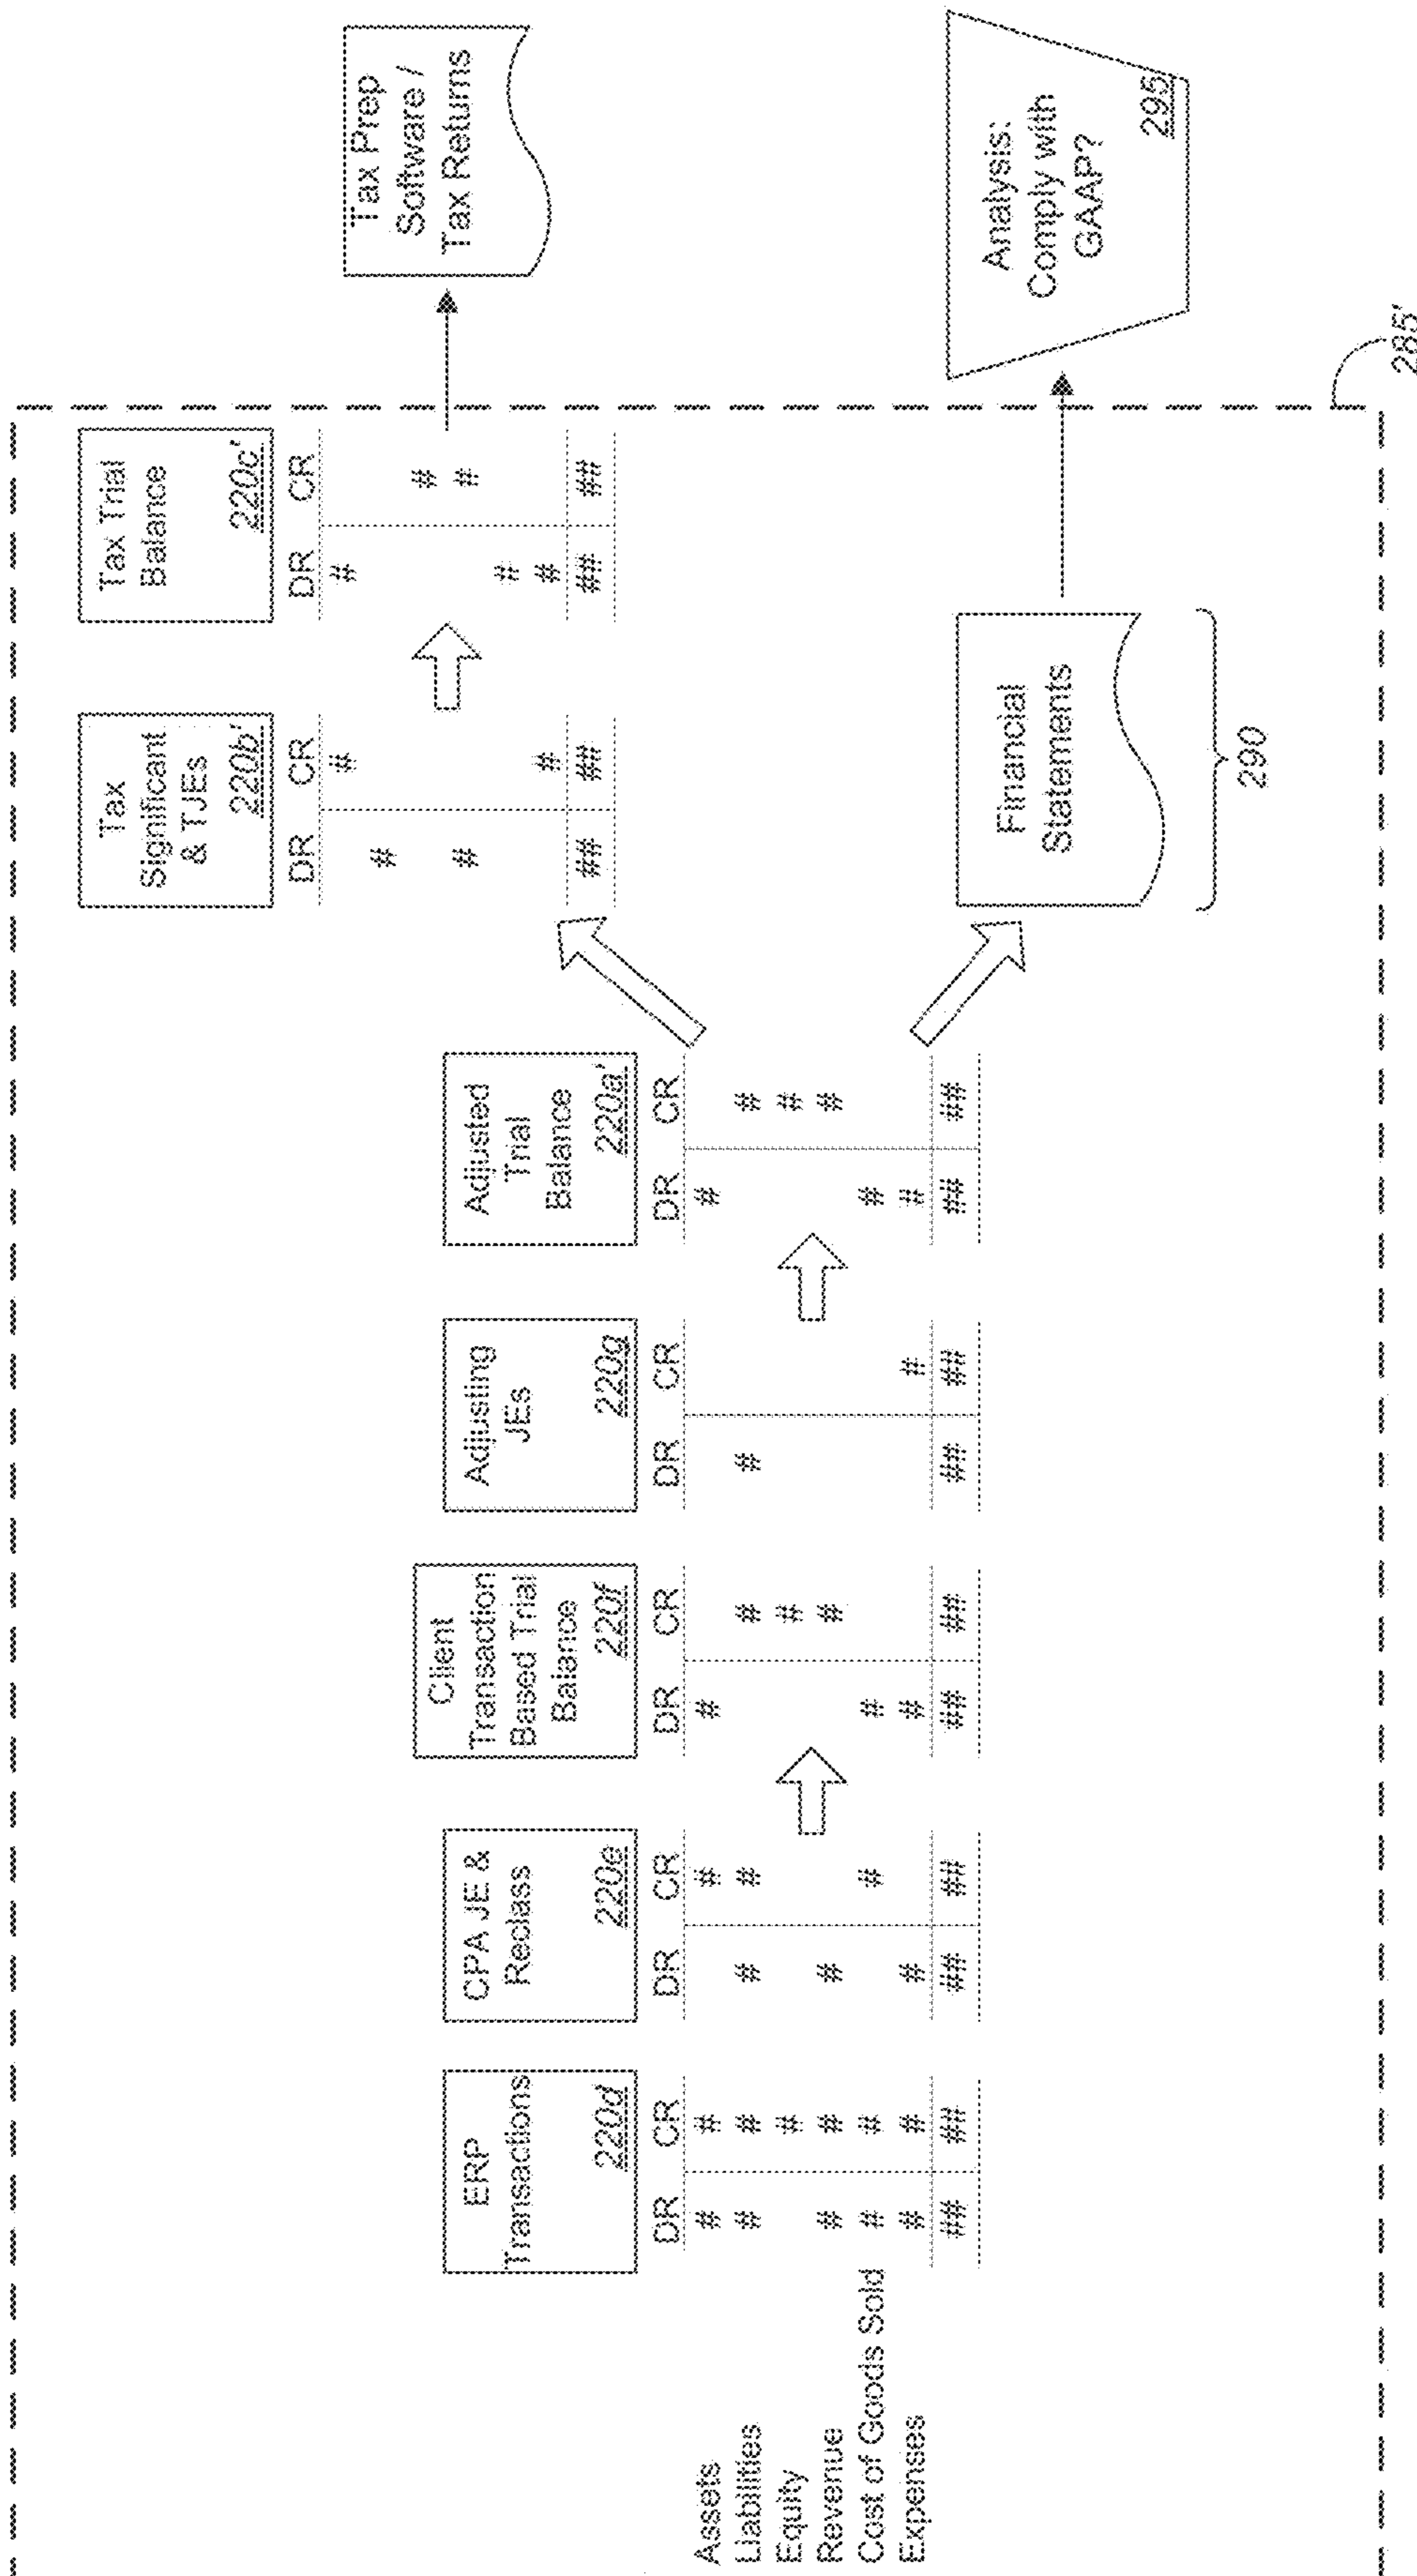 Tax
Significant
& TJEs
220b'
DR CR
#
#
#
#
## ##
Tax Trial
Balance
220c'
DR CR
#
#
#
#
#
## ##
Tax Prep
Software /
Tax Returns
Assets
Liabilities
Equity
Revenue
Cost of Goods Sold
Expenses
ERP
Transactions
220d
DR CR
# #
# #
#
# #
# #
# #
## ##
CPA JE &
Reclass
220e
DR CR
#
# #
#
#
#
## ##
Client
Transaction
Based Trial
Balance
220f
DR CR
#
#
#
#
#
#
## ##
Adjusting
JEs
220g
DR CR
#
#
## ##
Adjusted
Trial
Balance
220a'
DR CR
#
#
#
#
#
#
## ##
Financial
Statements
290
Analysis:
Comply with
GAAP?
295
285'